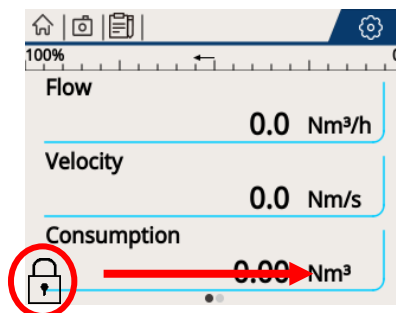 100% 0
Flow
0.0 Nm³/h
Velocity
0.0 Nm/s
Consumption
0.00 Nm³